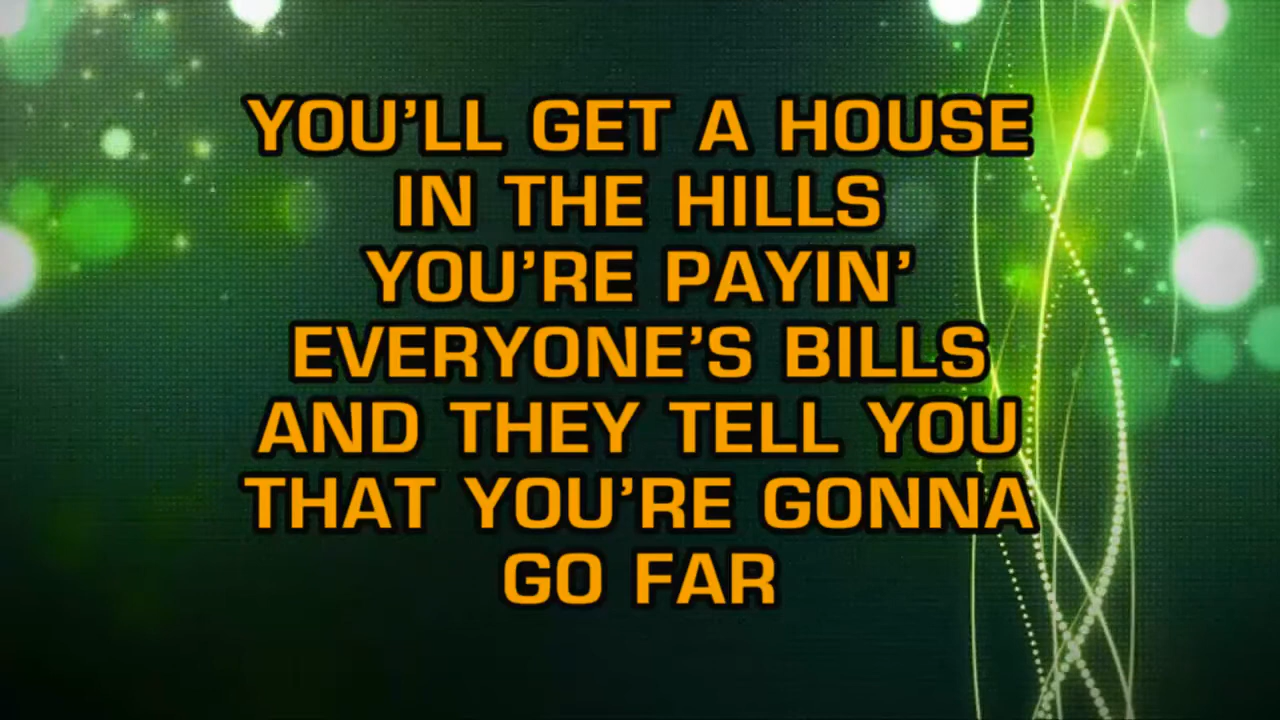 YOU'LL GET A HOUSE
IN THE HILLS
YOU'RE PAYIN'
EVERYONE'S BILLS
AND THEY TELL YOU
THAT YOU'RE GONNA
GO FAR